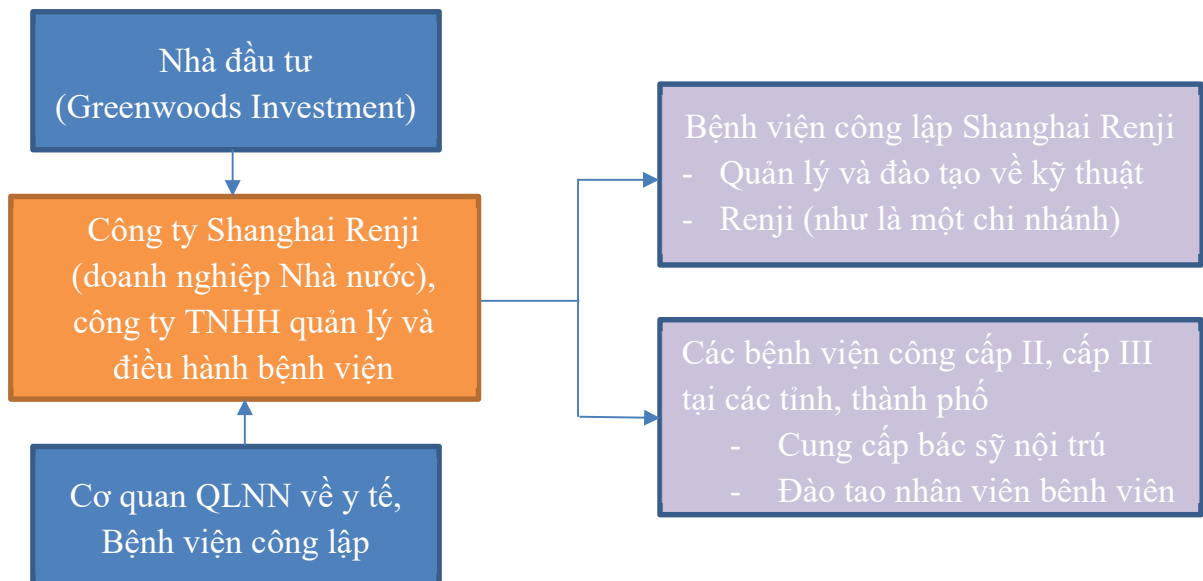 Nhà đầu tư
(Greenwoods Investment)
Công ty Shanghai Renji
(doanh nghiệp Nhà nước),
công ty TNHH quản lý và
điều hành bệnh viện
Cơ quan QLNN về y tế,
Bệnh viện công lập
Bệnh viện công lập Shanghai Renji
- Quản lý và đào tạo về kỹ thuật
- Renji (như là một chi nhánh)
Các bệnh viện công cấp II, cấp III
tại các tỉnh, thành phố
- Cung cấp bác sỹ nội trú
- Đào tao nhân viên bênh viên